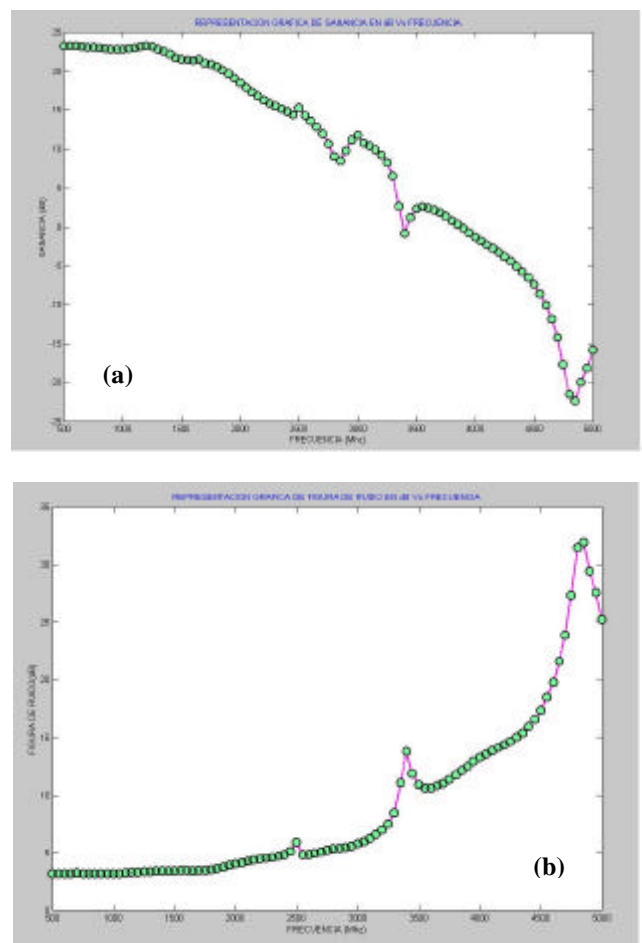 REPRESENTACION GRAFICA DE GANANCIA EN dB Vs FRECUENCIA
25
20
15
10
5
0
-5
-10
-15
-20
-25
GANANCIA (dB)
(a)
500 1000 1500 2000 2500 3000 3500 4000 4500 5000
FRECUENCIA (Mhz)
REPRESENTACION GRAFICA DE FIGURA DE RUIDO EN dB Vs FRECUENCIA
35
30
25
20
15
10
5
0
FIGURA DE RUIDO (dB)
(b)
500 1000 1500 2000 2500 3000 3500 4000 4500 5000
FRECUENCIA (Mhz)